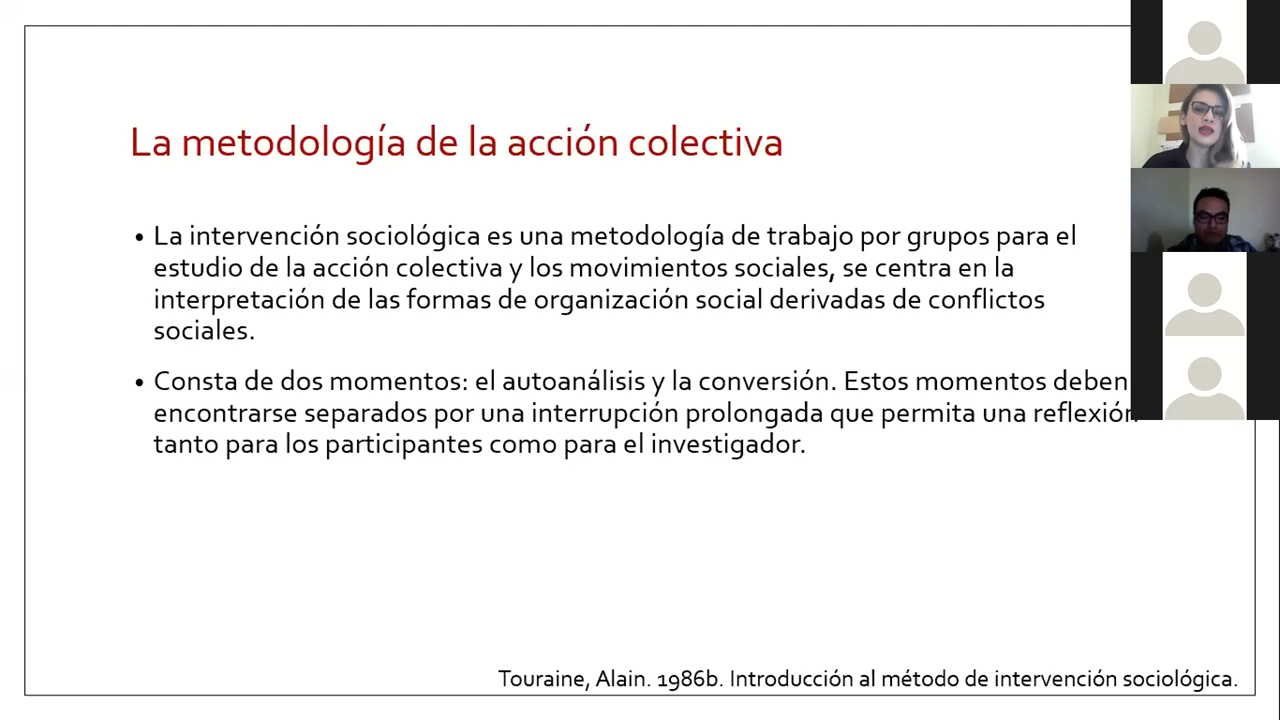 La metodología de la acción colectiva
• La intervención sociológica es una metodología de trabajo por grupos para el
estudio de la acción colectiva y los movimientos sociales, se centra en la
interpretación de las formas de organización social derivadas de conflictos
sociales.
• Consta de dos momentos: el autoanálisis y la conversión. Estos momentos deben
encontrarse separados por una interrupción prolongada que permita una reflexión
tanto para los participantes como para el investigador.
Touraine, Alain. 1986b. Introducción al método de intervención sociológica.